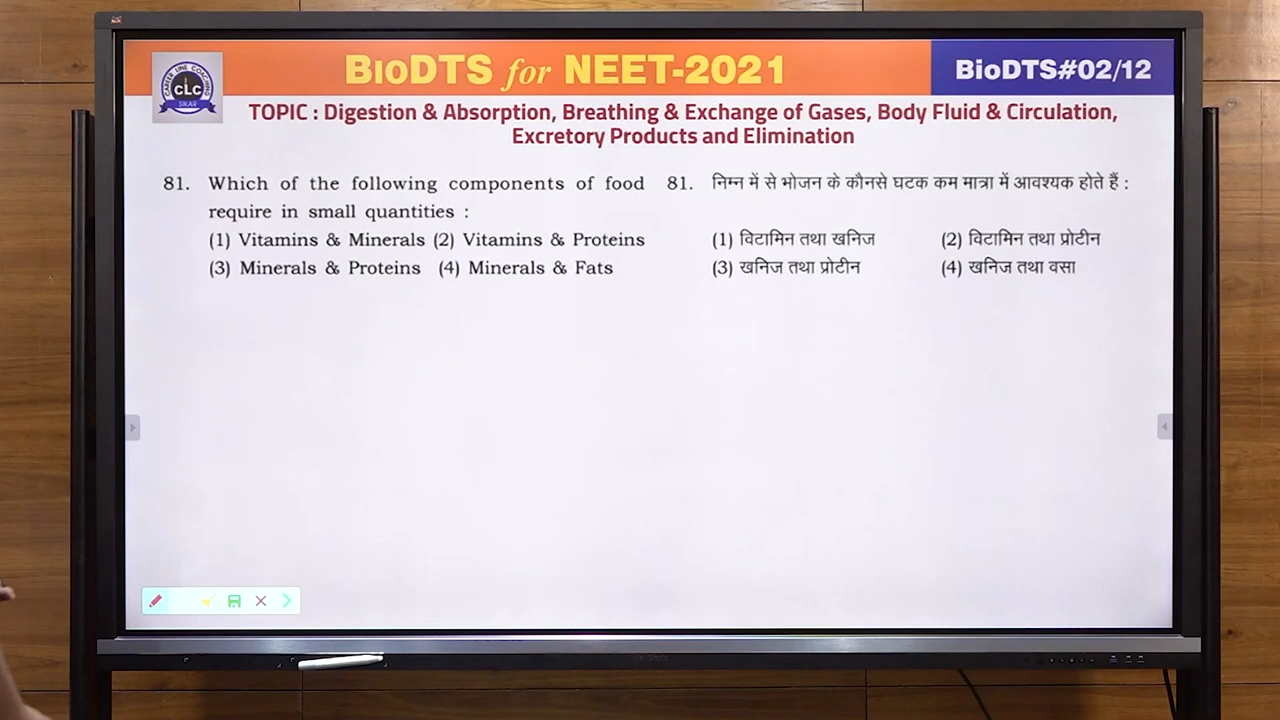 BIODTS for NEET-2021
BioDTS#02/12
CAREER LINE COACHING
CLC
SIKAR
TOPIC : Digestion & Absorption, Breathing & Exchange of Gases, Body Fluid & Circulation,
Excretory Products and Elimination
81. Which of the following components of food
require in small quantities :
(1) Vitamins & Minerals (2) Vitamins & Proteins
(3) Minerals & Proteins (4) Minerals & Fats
81. निम्न में से भोजन के कौनसे घटक कम मात्रा में आवश्यक होते हैं :
(1) विटामिन तथा खनिज (2) विटामिन तथा प्रोटीन
(3) खनिज तथा प्रोटीन (4) खनिज तथा वसा